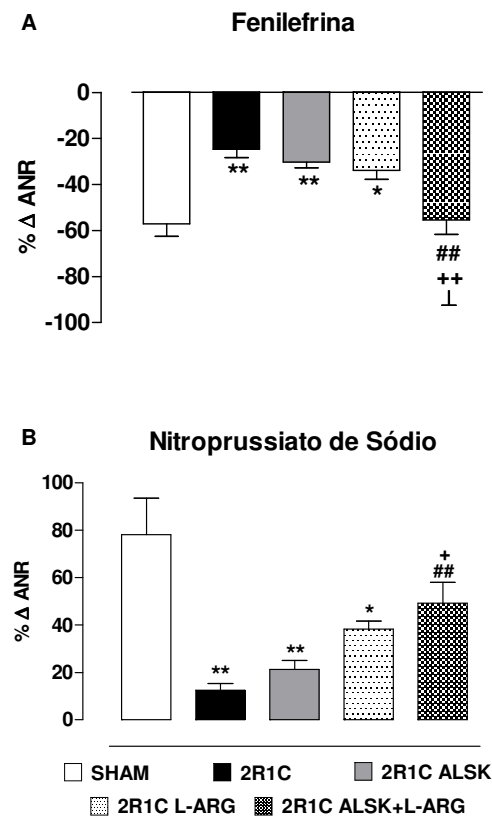 A
Fenilefrina
0
-20
-40
-60
-80
-100
% Δ ANR
**
**
*
##
++
⊥
B
Nitroprussiato de Sódio
100
80
60
40
20
0
% Δ ANR
**
**
*
+
##
SHAM
2R1C
2R1C ALSK
2R1C L-ARG
2R1C ALSK+L-ARG